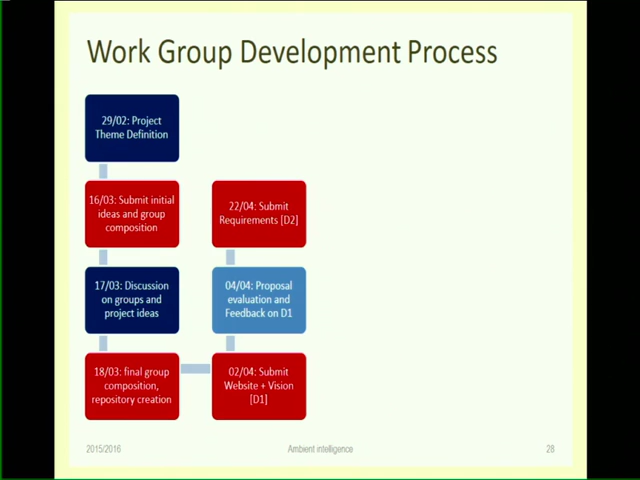 Work Group Development Process
29/02: Project
Theme Definition
16/03: Submit initial
ideas and group
composition
17/03: Discussion
on groups and
project ideas
18/03: final group
composition,
repository creation
02/04: Submit
Website + Vision
[D1]
04/04: Proposal
evaluation and
Feedback on D1
22/04: Submit
Requirements [D2]
2015/2016
Ambient intelligence
28